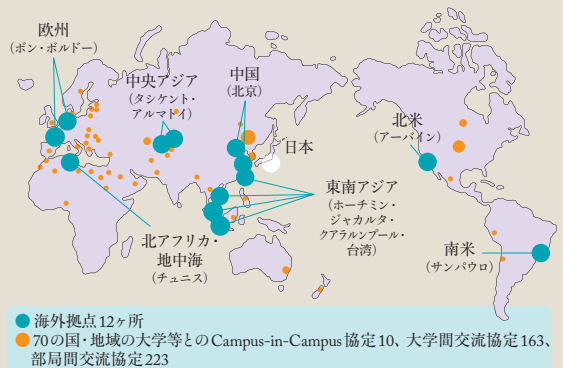 欧州
（ボン・ボルドー）
中央アジア
（タシケント・
アルマトイ）
中国
（北京）
日本
北米
（アーバイン）
東南アジア
（ホーチミン・
ジャカルタ・
クアラルンプール・
台湾）
北アフリカ・
地中海
（チュニス）
南米
（サンパウロ）
海外拠点12ヶ所
70の国・地域の大学等とのCampus-in-Campus協定10、大学間交流協定163、
部局間交流協定223